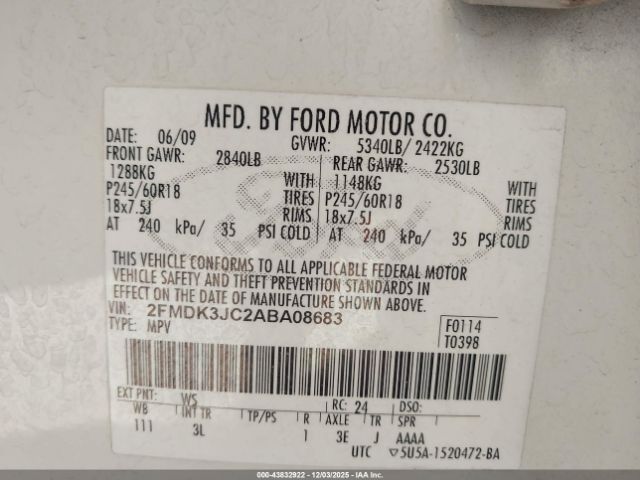 MFD. BY FORD MOTOR CO.
DATE: 06/09 GVWR: 5340LB/ 2422KG
FRONT GAWR: 2840LB REAR GAWR: 2530LB
1288KG WITH 1148KG WITH
P245/60R18 TIRES P245/60R18 TIRES
18x7.5J RIMS 18x7.5J RIMS
AT 240 kPa/ 35 PSI COLD AT 240 kPa/ 35 PSI COLD
THIS VEHICLE CONFORMS TO ALL APPLICABLE FEDERAL MOTOR
VEHICLE SAFETY AND THEFT PREVENTION STANDARDS IN
EFFECT ON THE DATE OF MANUFACTURE SHOWN ABOVE.
VIN: 2FMDK3JC2ABA08683 F0114
TYPE: MPV T0398
EXT PNT: WS RC: 24 DSO:
WB INT TR TP/PS R AXLE TR SPR
111 3L 1 3E J AAAA
UTC ▽5U5A-1520472-BA
000-43832922 - 12/03/2025 - IAAI.com